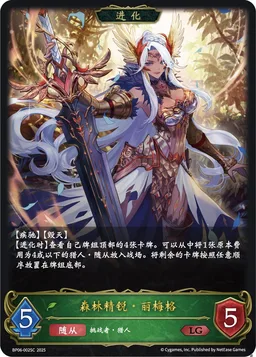 进化
【疾驰】【毁灭】
【进化时】查看自己牌组顶部的4张卡牌。可以从中将1张原本费
用为4或以下的猎人·随从放入战场。将剩余的卡牌按照任意顺
序放置在牌组底部。
森林精锐·丽梅格
5
5
随从
挑战者·猎人
LG
BP06-002SC 2025
© Cygames, Inc. Published by NetEase Games